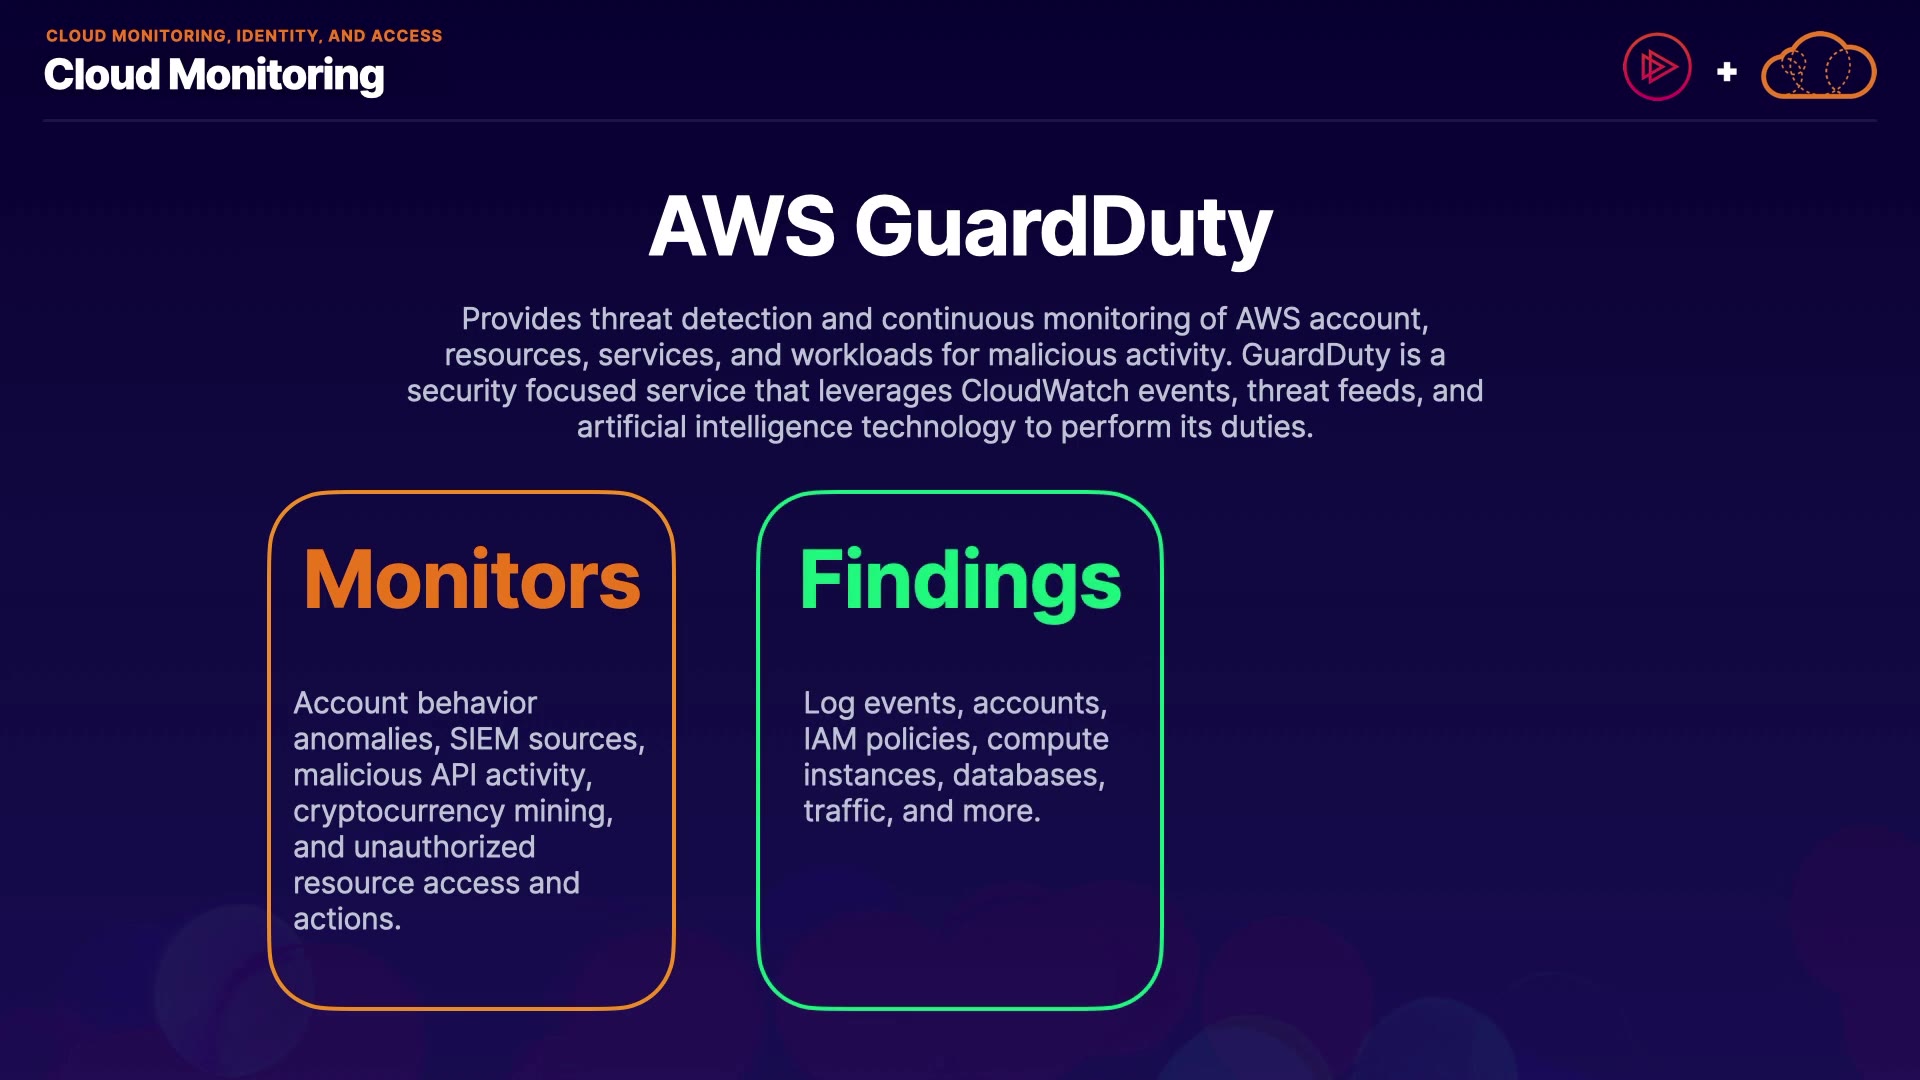 CLOUD MONITORING, IDENTITY, AND ACCESS
Cloud Monitoring
AWS GuardDuty
Provides threat detection and continuous monitoring of AWS account,
resources, services, and workloads for malicious activity. GuardDuty is a
security focused service that leverages CloudWatch events, threat feeds, and
artificial intelligence technology to perform its duties.
Monitors
Account behavior
anomalies, SIEM sources,
malicious API activity,
cryptocurrency mining,
and unauthorized
resource access and
actions.
Findings
Log events, accounts,
IAM policies, compute
instances, databases,
traffic, and more.